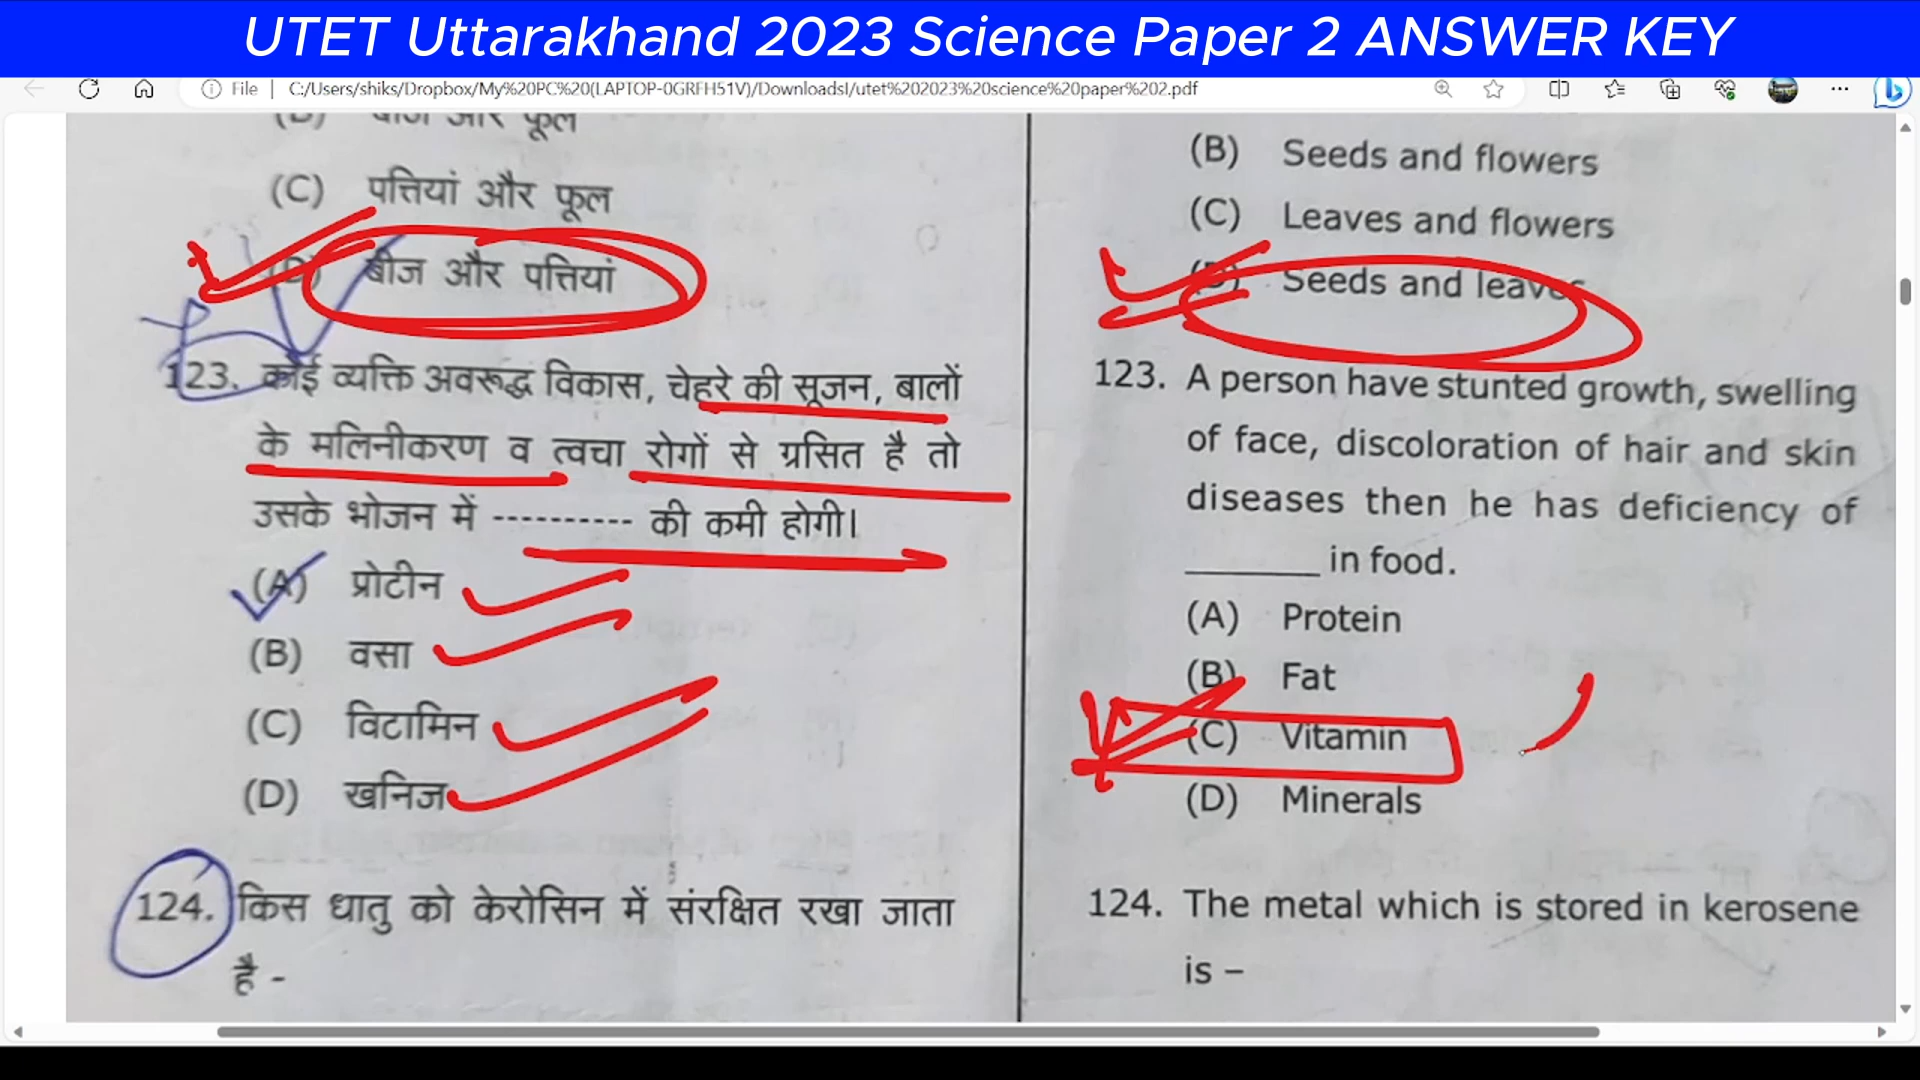 UTET Uttarakhand 2023 Science Paper 2 ANSWER KEY
File | C:/Users/shiks/Dropbox/My%20PC%20(LAPTOP-0GRFH51V)/Downloadsl/utet%202023%20science%20paper%202.pdf
(C) पत्तियां और फूल
(D) बीज और पत्तियां
123. कोई व्यक्ति अवरूद्ध विकास, चेहरे की सूजन, बालों
के मलिनीकरण व त्वचा रोगों से ग्रसित है तो
उसके भोजन में ---------- की कमी होगी।
(A) प्रोटीन
(B) वसा
(C) विटामिन
(D) खनिज
124. किस धातु को केरोसिन में संरक्षित रखा जाता
है -
(B) Seeds and flowers
(C) Leaves and flowers
(D) Seeds and leaves
123. A person have stunted growth, swelling
of face, discoloration of hair and skin
diseases then he has deficiency of
_______ in food.
(A) Protein
(B) Fat
(C) Vitamin
(D) Minerals
124. The metal which is stored in kerosene
is –